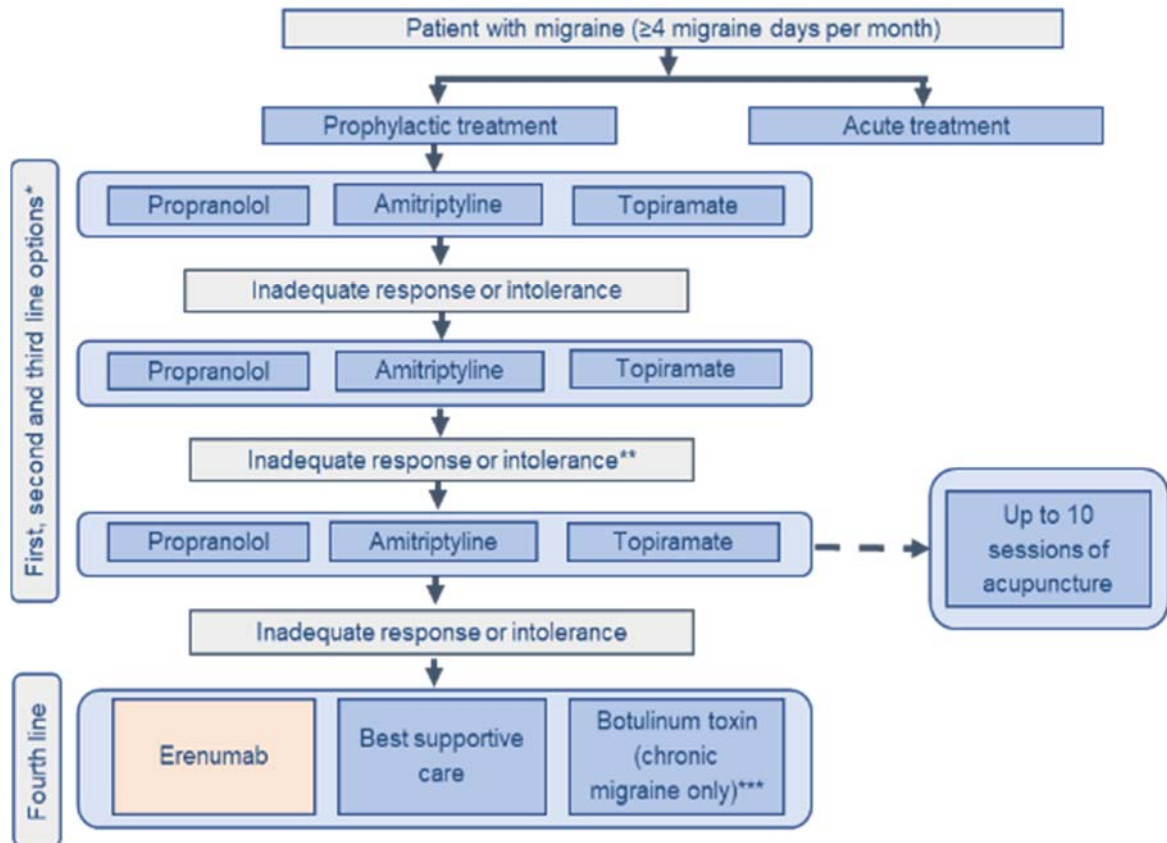 Patient with migraine (≥4 migraine days per month)
Prophylactic treatment
Acute treatment
First, second and third line options*
Propranolol
Amitriptyline
Topiramate
Inadequate response or intolerance
Propranolol
Amitriptyline
Topiramate
Inadequate response or intolerance**
Propranolol
Amitriptyline
Topiramate
Up to 10
sessions of
acupuncture
Inadequate response or intolerance
Fourth line
Erenumab
Best supportive
care
Botulinum toxin
(chronic
migraine only)***